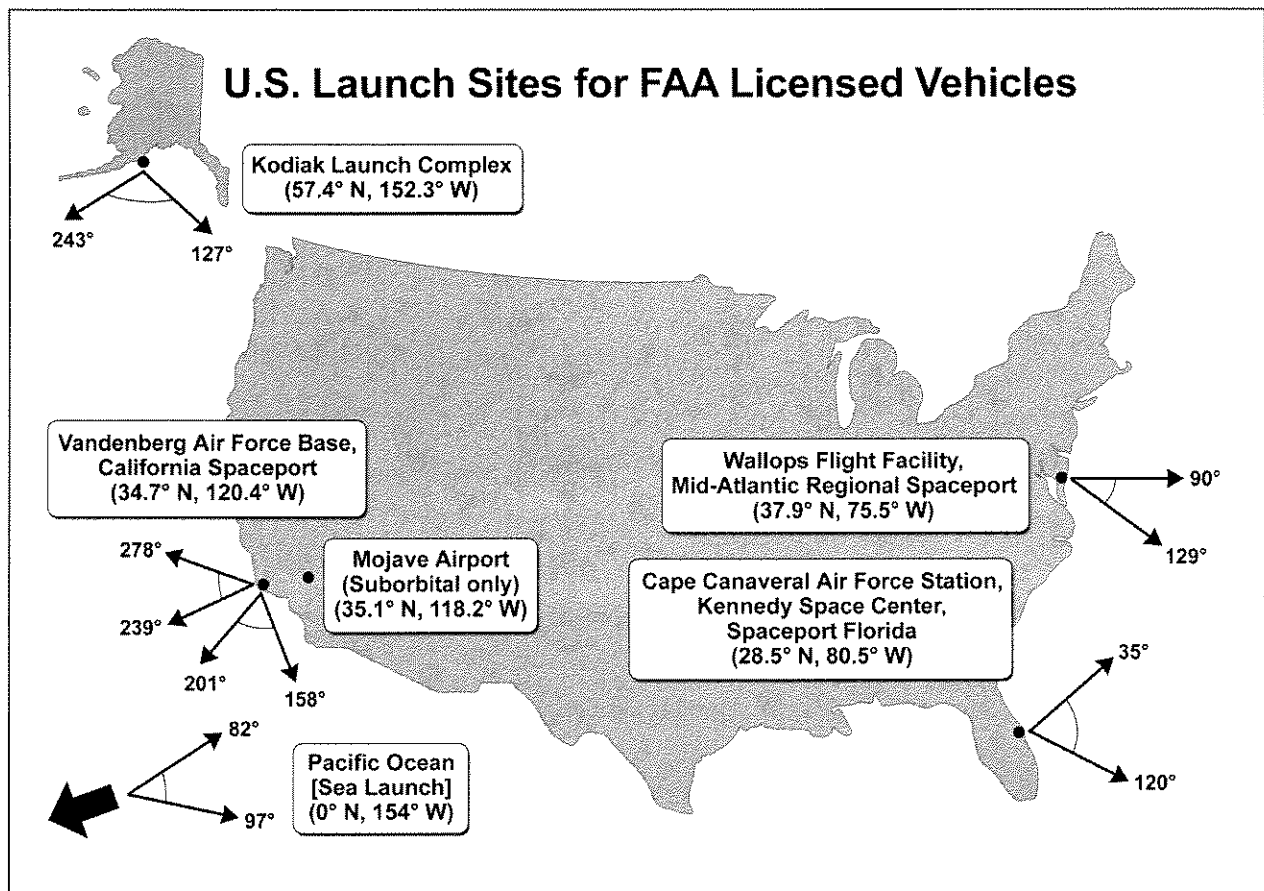 U.S. Launch Sites for FAA Licensed Vehicles
Kodiak Launch Complex
(57.4° N, 152.3° W)
243°
127°
Vandenberg Air Force Base,
California Spaceport
(34.7° N, 120.4° W)
278°
239°
201°
158°
Mojave Airport
(Suborbital only)
(35.1° N, 118.2° W)
Wallops Flight Facility,
Mid-Atlantic Regional Spaceport
(37.9° N, 75.5° W)
90°
129°
Cape Canaveral Air Force Station,
Kennedy Space Center,
Spaceport Florida
(28.5° N, 80.5° W)
35°
120°
82°
97°
Pacific Ocean
[Sea Launch]
(0° N, 154° W)